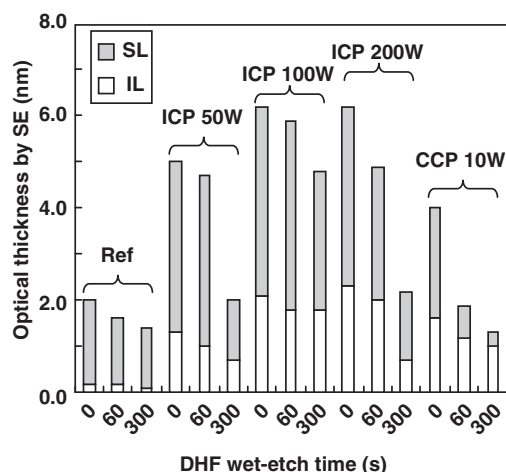 8.0
6.0
4.0
2.0
0.0
Optical thickness by SE (nm)
SL
IL
Ref
ICP 50W
ICP 100W
ICP 200W
CCP 10W
0 60 300 0 60 300 0 60 300 0 60 300 0 60 300
DHF wet-etch time (s)